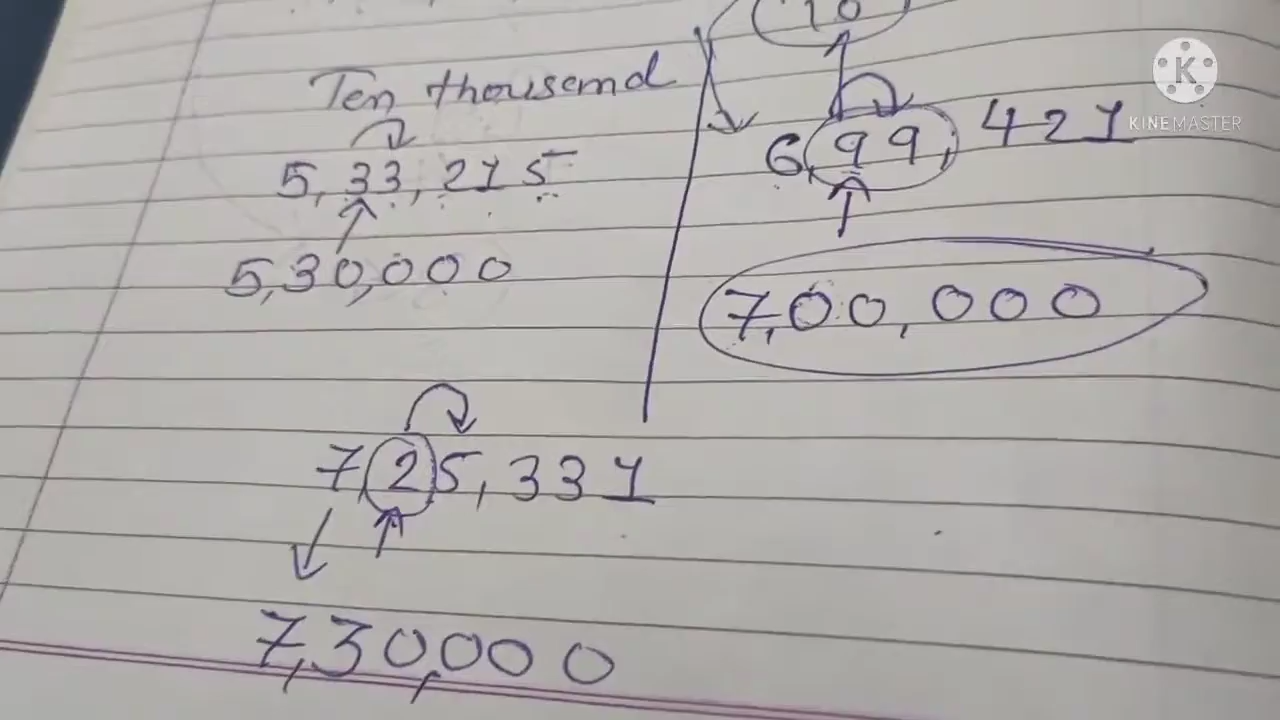 Ten thousand
5,33,215
5,30,000
10
6,99,421
7,00,000
7,25,331
7,30,000
K
KINEMASTER